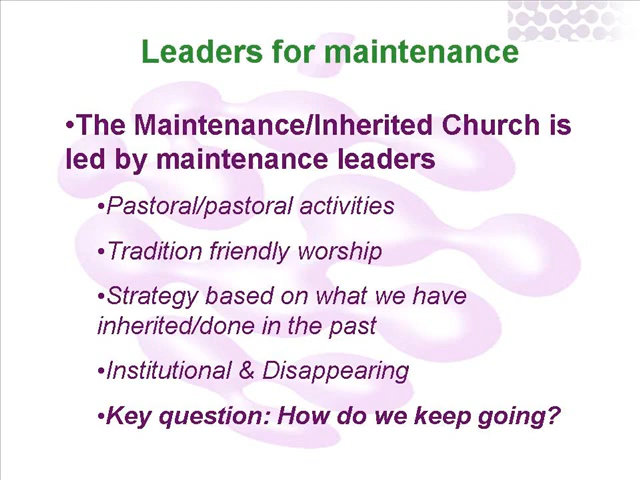 Leaders for maintenance
•The Maintenance/Inherited Church is
led by maintenance leaders
•Pastoral/pastoral activities
•Tradition friendly worship
•Strategy based on what we have
inherited/done in the past
•Institutional & Disappearing
•Key question: How do we keep going?